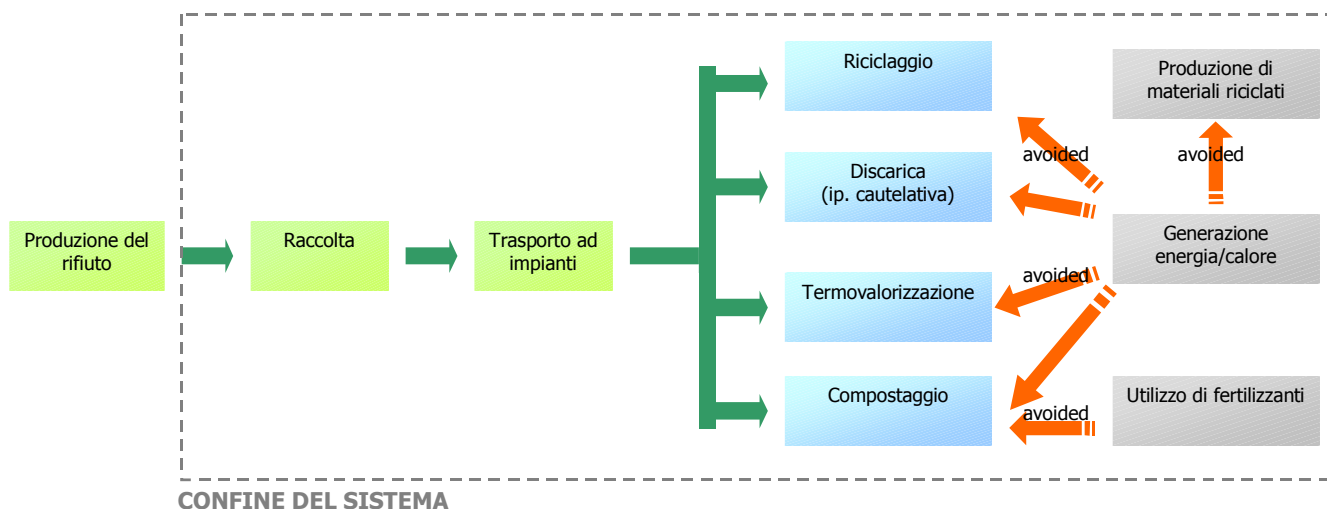 Riciclaggio
Produzione di
materiali riciclati
avoided
avoided
Discarica
(ip. cautelativa)
Produzione del
rifiuto
Raccolta
Trasporto ad
impianti
Generazione
energia/calore
avoided
Termovalorizzazione
Compostaggio
Utilizzo di fertilizzanti
avoided
CONFINE DEL SISTEMA